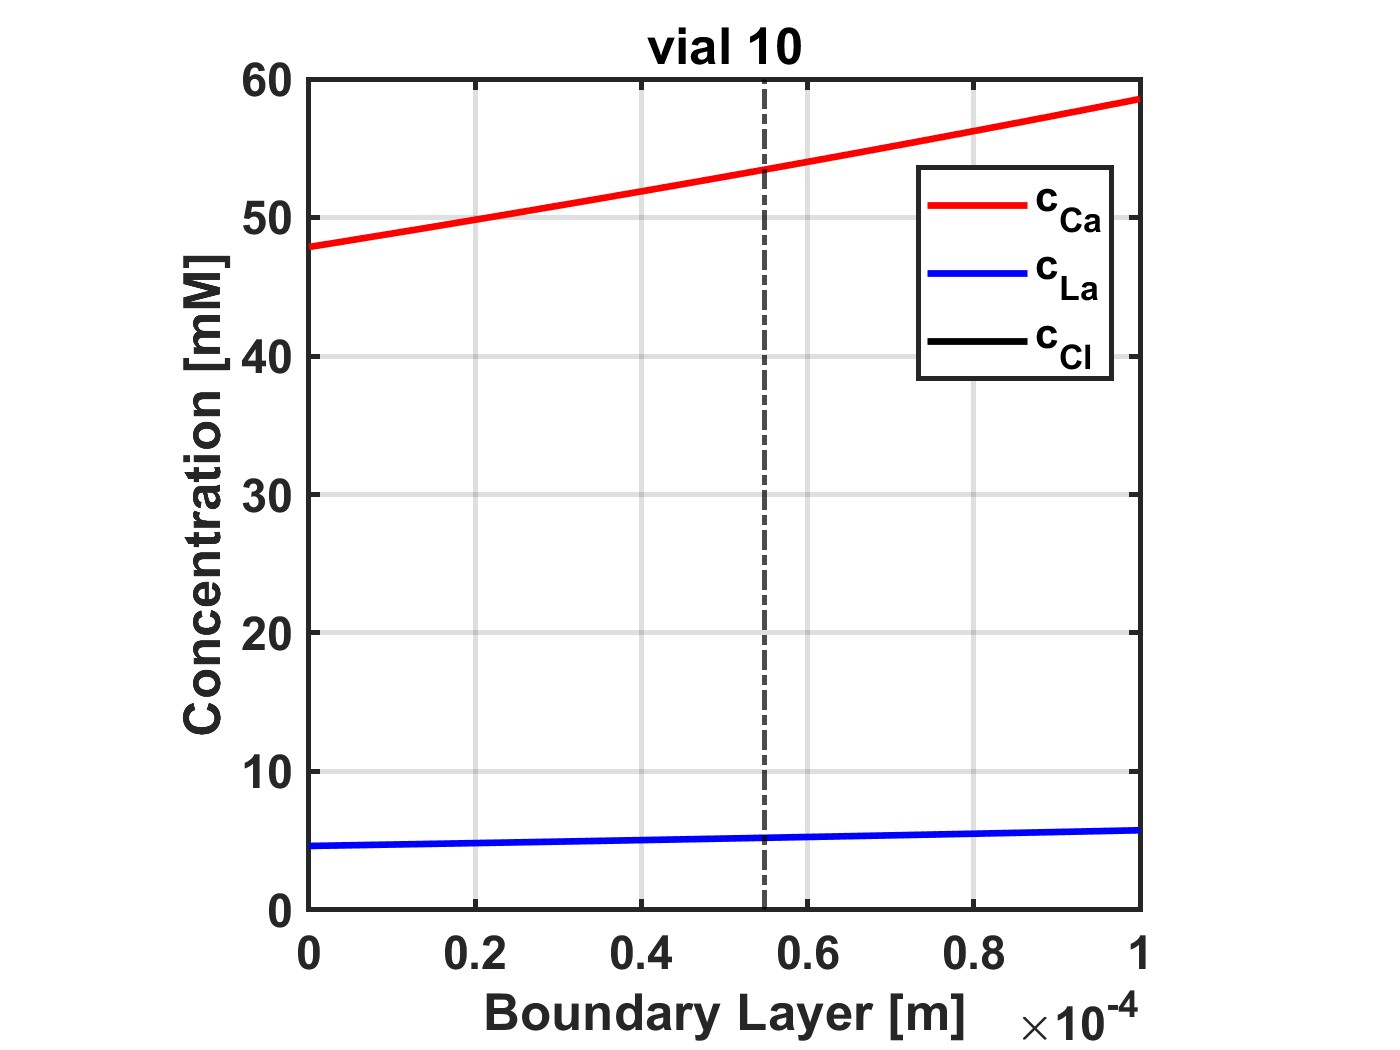 vial 10
60
50
40
30
20
10
0
Concentration [mM]
c_Ca
c_La
c_Cl
0 0.2 0.4 0.6 0.8 1
Boundary Layer [m]
×10^-4